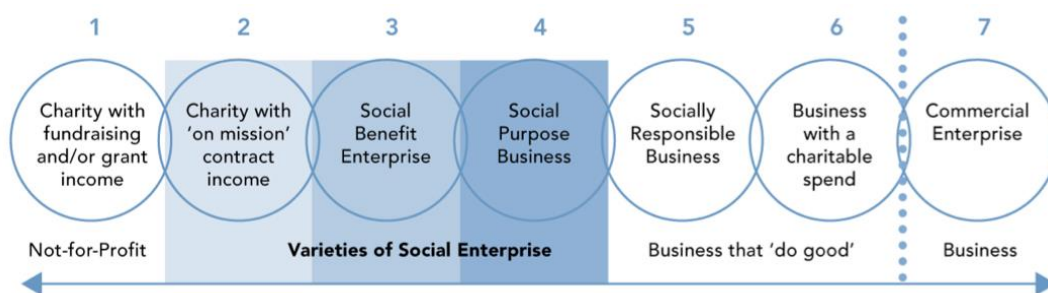 1 2 3 4 5 6 7
Charity with
fundraising
and/or grant
income
Charity with
‘on mission’
contract
income
Social
Benefit
Enterprise
Social
Purpose
Business
Socially
Responsible
Business
Business
with a
charitable
spend
Commercial
Enterprise
Not-for-Profit
Varieties of Social Enterprise
Business that ‘do good’
Business